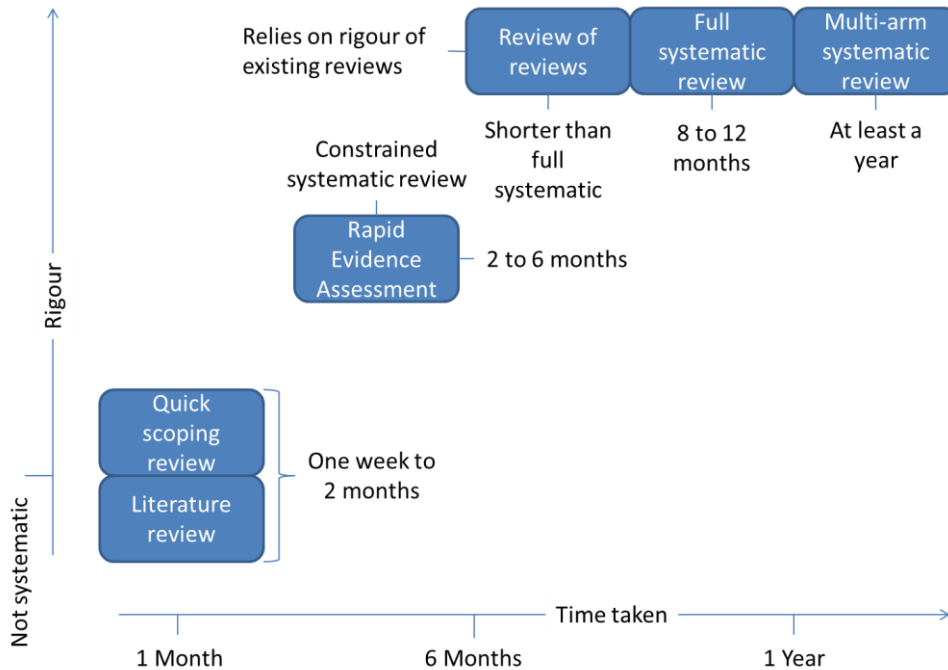 Relies on rigour of
existing reviews
Review of
reviews
Full
systematic
review
Multi-arm
systematic
review
Shorter than
full
systematic
8 to 12
months
At least a
year
Constrained
systematic review
Rapid
Evidence
Assessment
2 to 6 months
Rigour
Quick
scoping
review
Literature
review
One week to
2 months
Not systematic
Time taken
1 Month
6 Months
1 Year